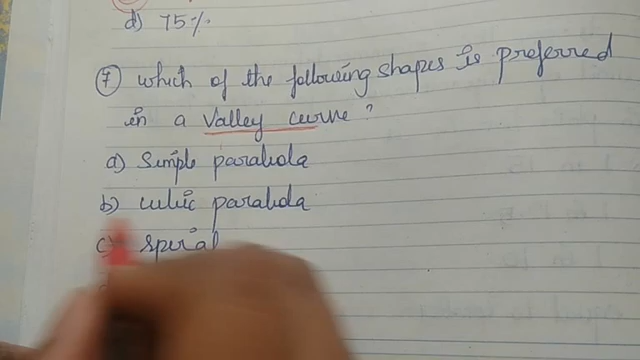 d) 75%
7 which of the following shapes is preferred
in a valley curve?
a) Simple parabola
b) cubic parabola
c) spiral